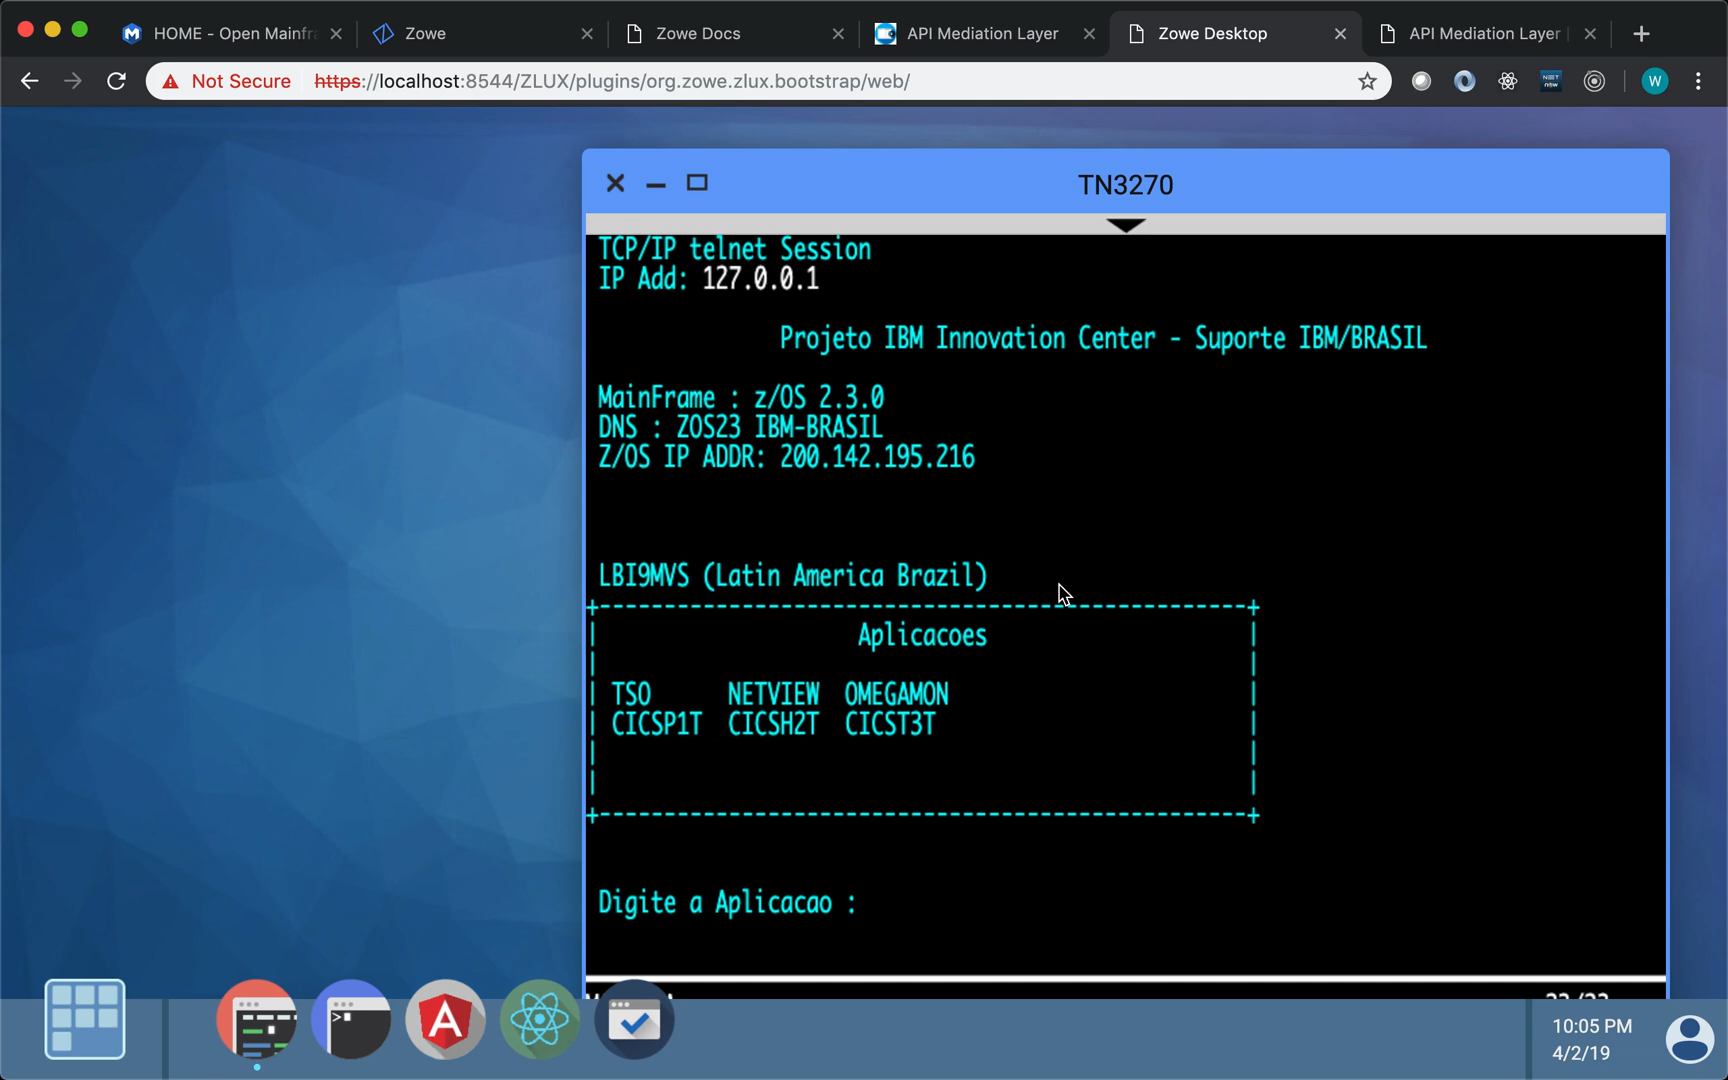 HOME - Open Mainfr
Zowe
Zowe Docs
API Mediation Layer
Zowe Desktop
API Mediation Layer
Not Secure
https://localhost:8544/ZLUX/plugins/org.zowe.zlux.bootstrap/web/
W
TN3270
TCP/IP telnet Session
IP Add: 127.0.0.1
Projeto IBM Innovation Center - Suporte IBM/BRASIL
MainFrame : z/OS 2.3.0
DNS : ZOS23 IBM-BRASIL
Z/OS IP ADDR: 200.142.195.216
LBI9MVS (Latin America Brazil)
Aplicacoes
TSO NETVIEW OMEGAMON
CICSP1T CICSH2T CICST3T
Digite a Aplicacao :
10:05 PM
4/2/19